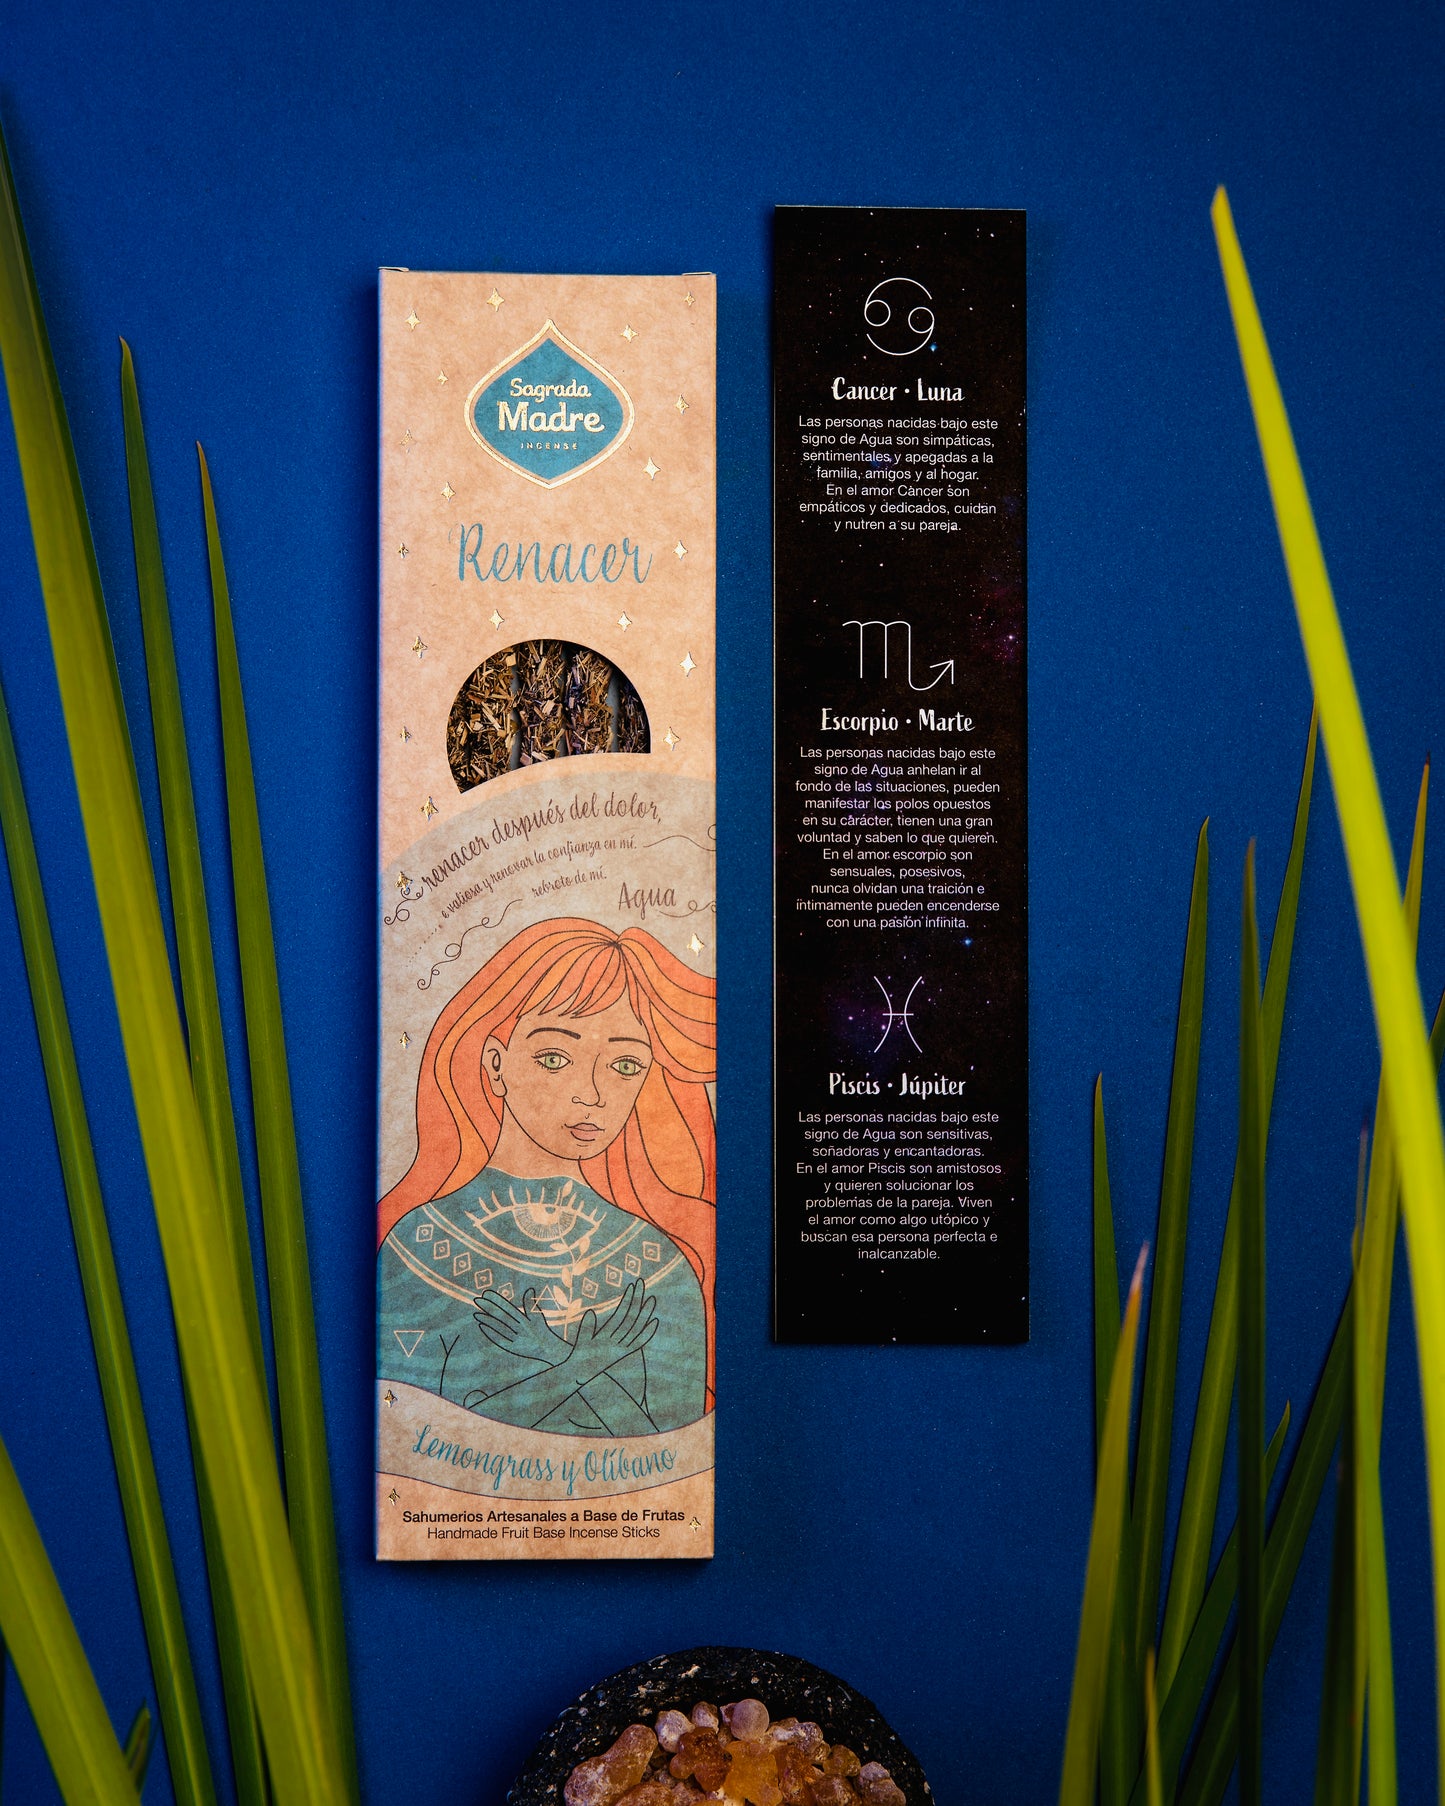 Sagrada
Madre
INCENSE
Renacer
renacer después del dolor,
valiosa y renovar la confianza en mí.
rebroto de mí.
Agua
Lemongrass y Olíbano
Sahumerios Artesanales a Base de Frutas
Handmade Fruit Base Incense Sticks
Cancer • Luna
Las personas nacidas bajo este
signo de Agua son simpáticas,
sentimentales y apegadas a la
familia, amigos y al hogar.
En el amor Càncer son
empáticos y dedicados, cuidan
y nutren a su pareja.
Escorpio • Marte
Las personas nacidas bajo este
signo de Agua anhelan ir al
fondo de las situaciones, pueden
manifestar los polos opuestos
en su carácter, tienen una gran
voluntad y saben lo que quieren.
En el amor escorpio son
sensuales, posesivos,
nunca olvidan una traición e
íntimamente pueden encenderse
con una pasión infinita.
Piscis • Júpiter
Las personas nacidas bajo este
signo de Agua son sensitivas,
soñadoras y encantadoras.
En el amor Piscis son amistosos
y quieren solucionar los
problemas de la pareja. Viven
el amor como algo utópico y
buscan esa persona perfecta e
inalcanzable.